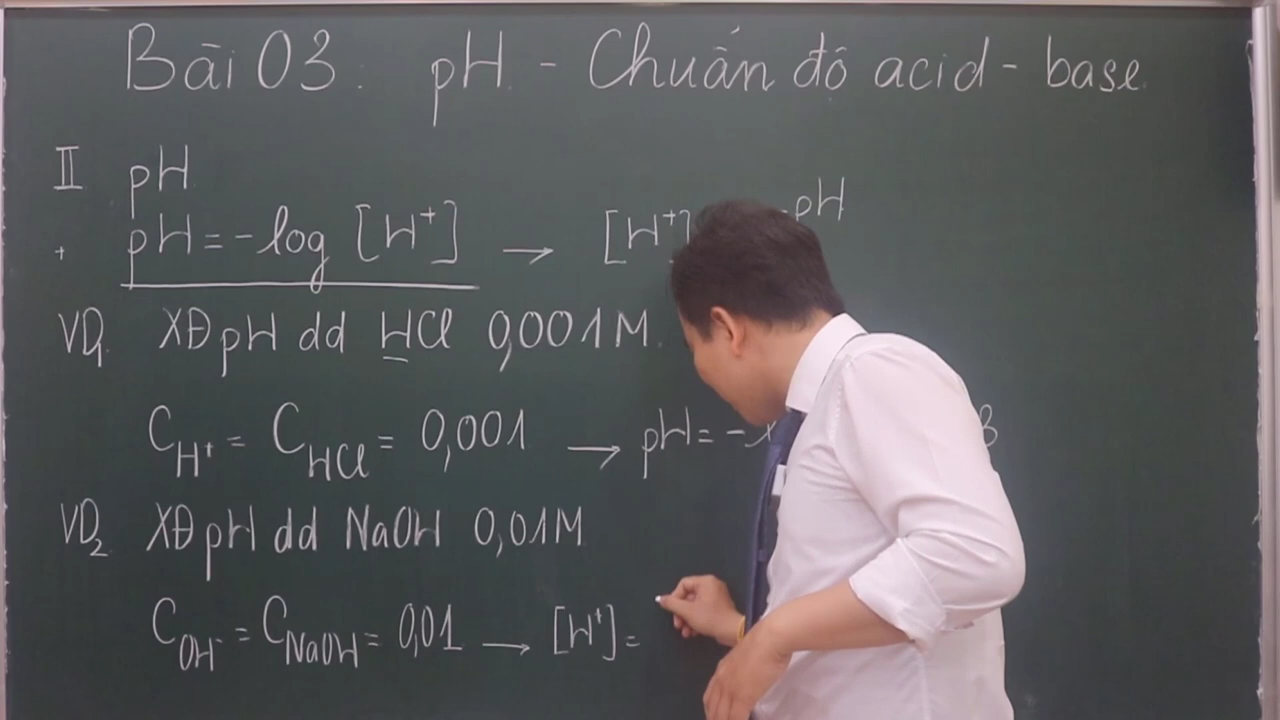 Bài 03: pH - Chuẩn độ acid - base.
II pH
+ pH = -log [H⁺] → [H⁺] -pH
VD1. XĐ pH dd HCl 0,001M.
C_H⁺ = C_HCl = 0,001 → pH = -
VD2 XĐ pH dd NaOH 0,01M
C_OH⁻ = C_NaOH = 0,01 → [H⁺] =